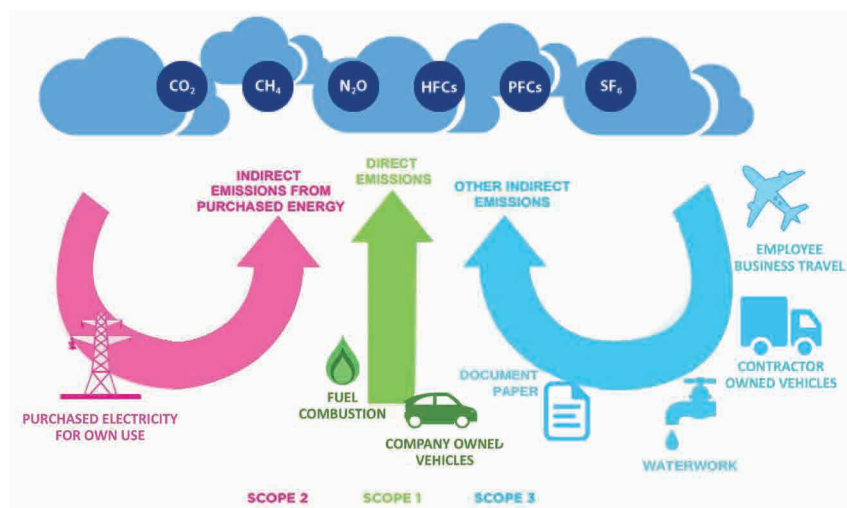 CO₂
CH₄
N₂O
HFCs
PFCs
SF₆
INDIRECT
EMISSIONS FROM
PURCHASED ENERGY
DIRECT
EMISSIONS
OTHER INDIRECT
EMISSIONS
EMPLOYEE
BUSINESS TRAVEL
CONTRACTOR
OWNED VEHICLES
WATERWORK
DOCUMENT
PAPER
FUEL
COMBUSTION
COMPANY OWNED
VEHICLES
PURCHASED ELECTRICITY
FOR OWN USE
SCOPE 2
SCOPE 1
SCOPE 3